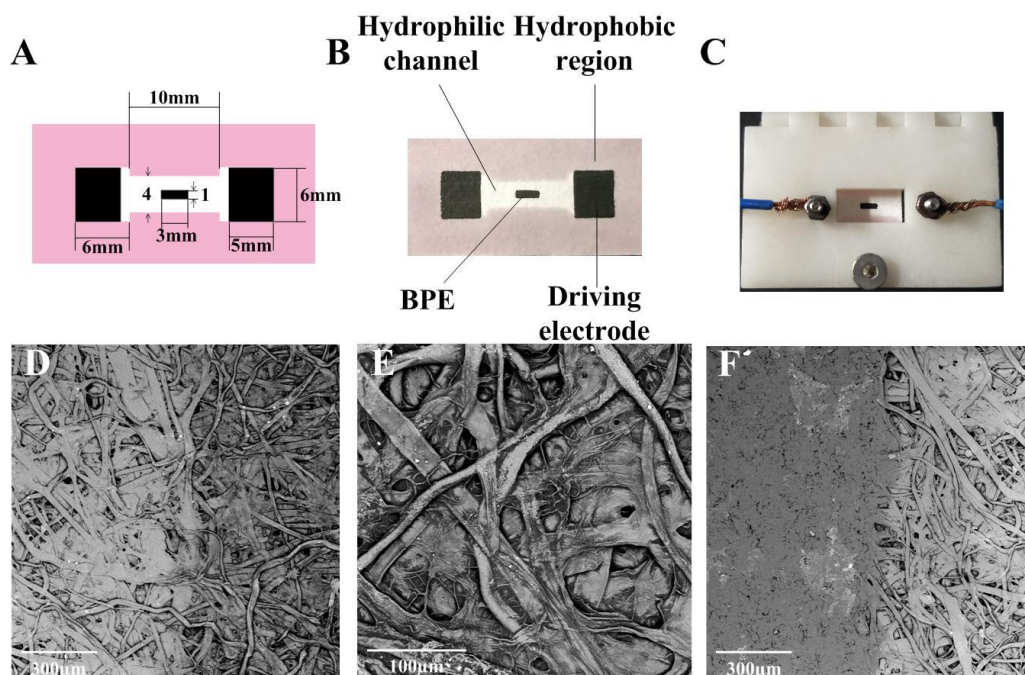 A
10mm
4
1
6mm
3mm
6mm
5mm
B
Hydrophilic
channel
Hydrophobic
region
BPE
Driving
electrode
C
D
300μm
E
100μm
F
300μm